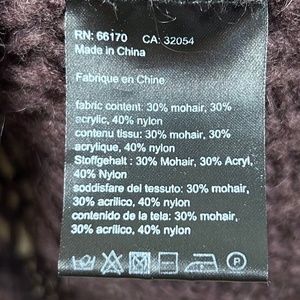 RN: 66170 CA: 32054
Made in China
Fabrique en Chine
fabric content: 30% mohair, 30%
acrylic, 40% nylon
contenu tissu: 30% mohair, 30%
acrylique, 40% nylon
Stoffgehalt : 30% Mohair, 30% Acryl,
40% Nylon
soddisfare del tessuto: 30% mohair,
30% acrilico, 40% nylon
contenido de la tela: 30% mohair,
30% acrílico, 40% nylon